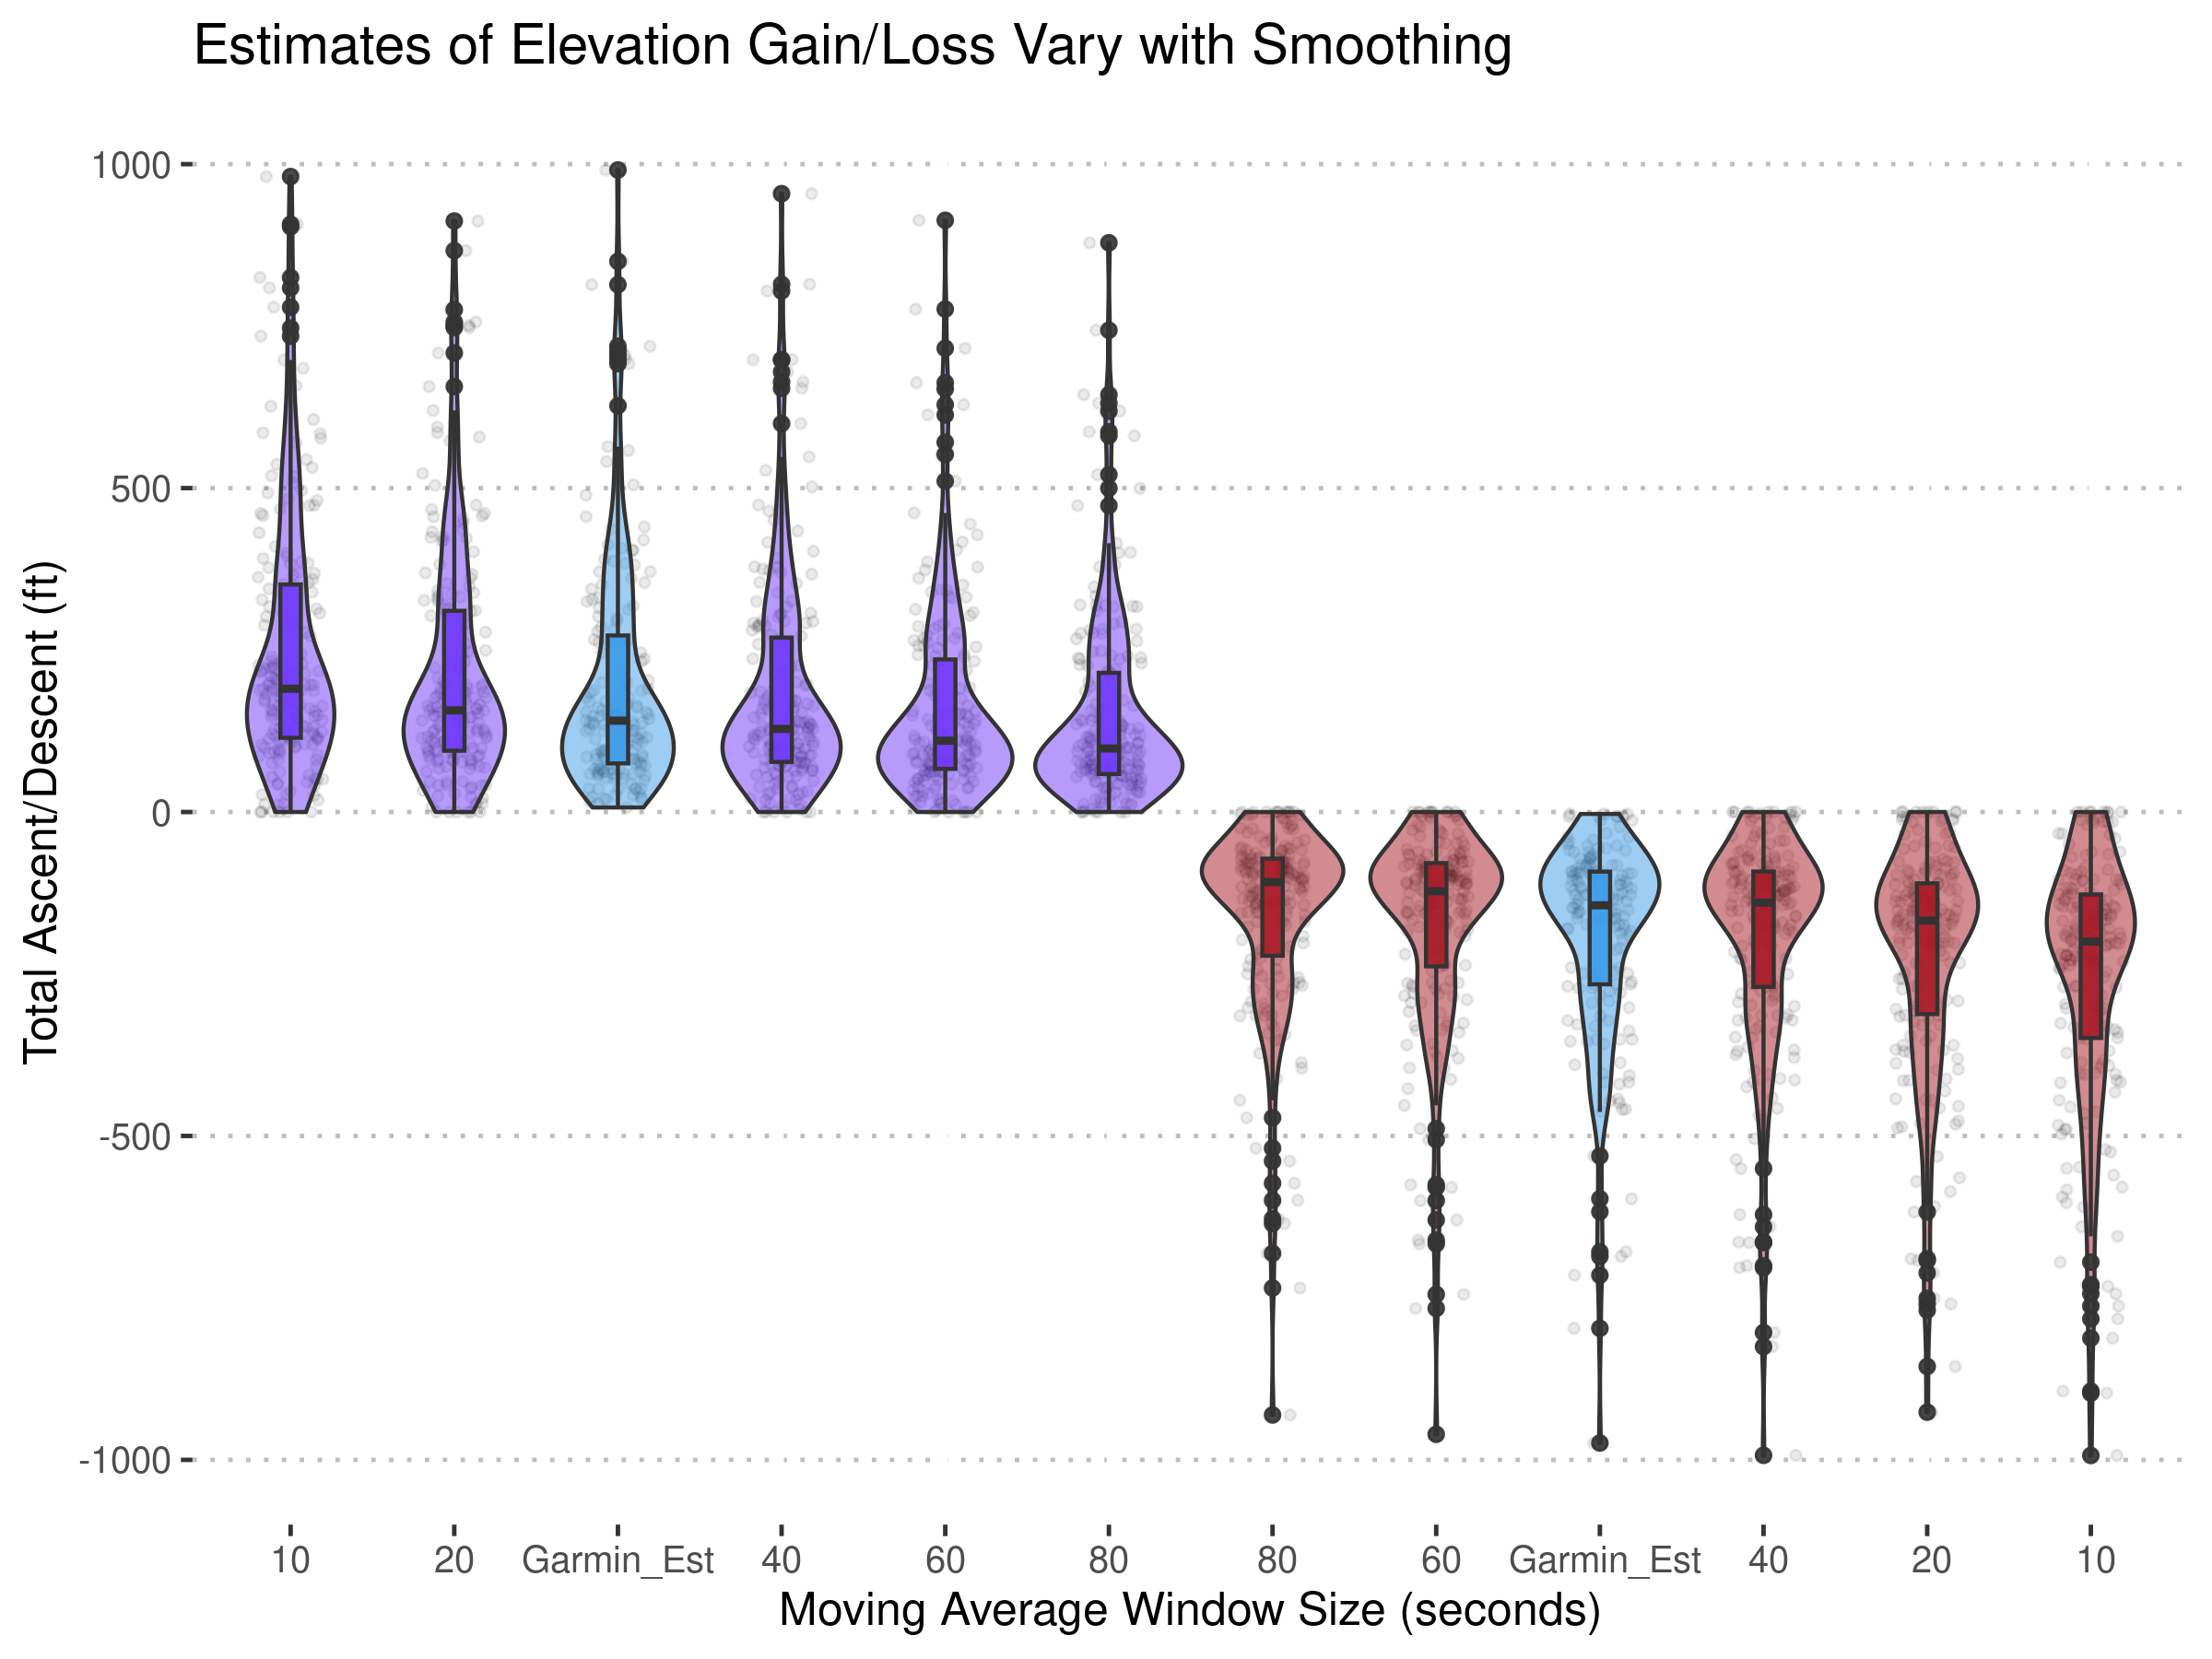 Estimates of Elevation Gain/Loss Vary with Smoothing
Total Ascent/Descent (ft)
1000
500
0
-500
-1000
10 20 Garmin_Est 40 60 80 80 60 Garmin_Est 40 20 10
Moving Average Window Size (seconds)